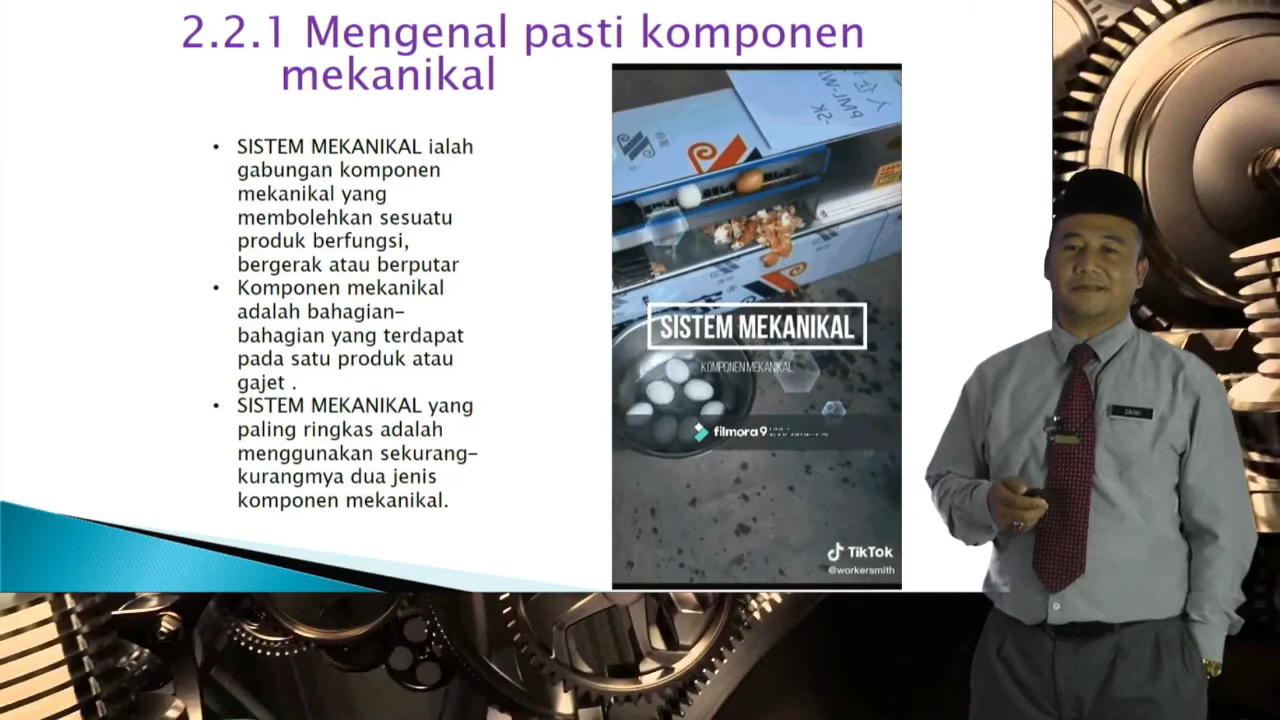 2.2.1 Mengenal pasti komponen
mekanikal
• SISTEM MEKANIKAL ialah
gabungan komponen
mekanikal yang
membolehkan sesuatu
produk berfungsi,
bergerak atau berputar
• Komponen mekanikal
adalah bahagian-
bahagian yang terdapat
pada satu produk atau
gajet .
• SISTEM MEKANIKAL yang
paling ringkas adalah
menggunakan sekurang-
kurangmya dua jenis
komponen mekanikal.
SISTEM MEKANIKAL
KOMPONEN MEKANIKAL
filmora9
TikTok
@workersmith